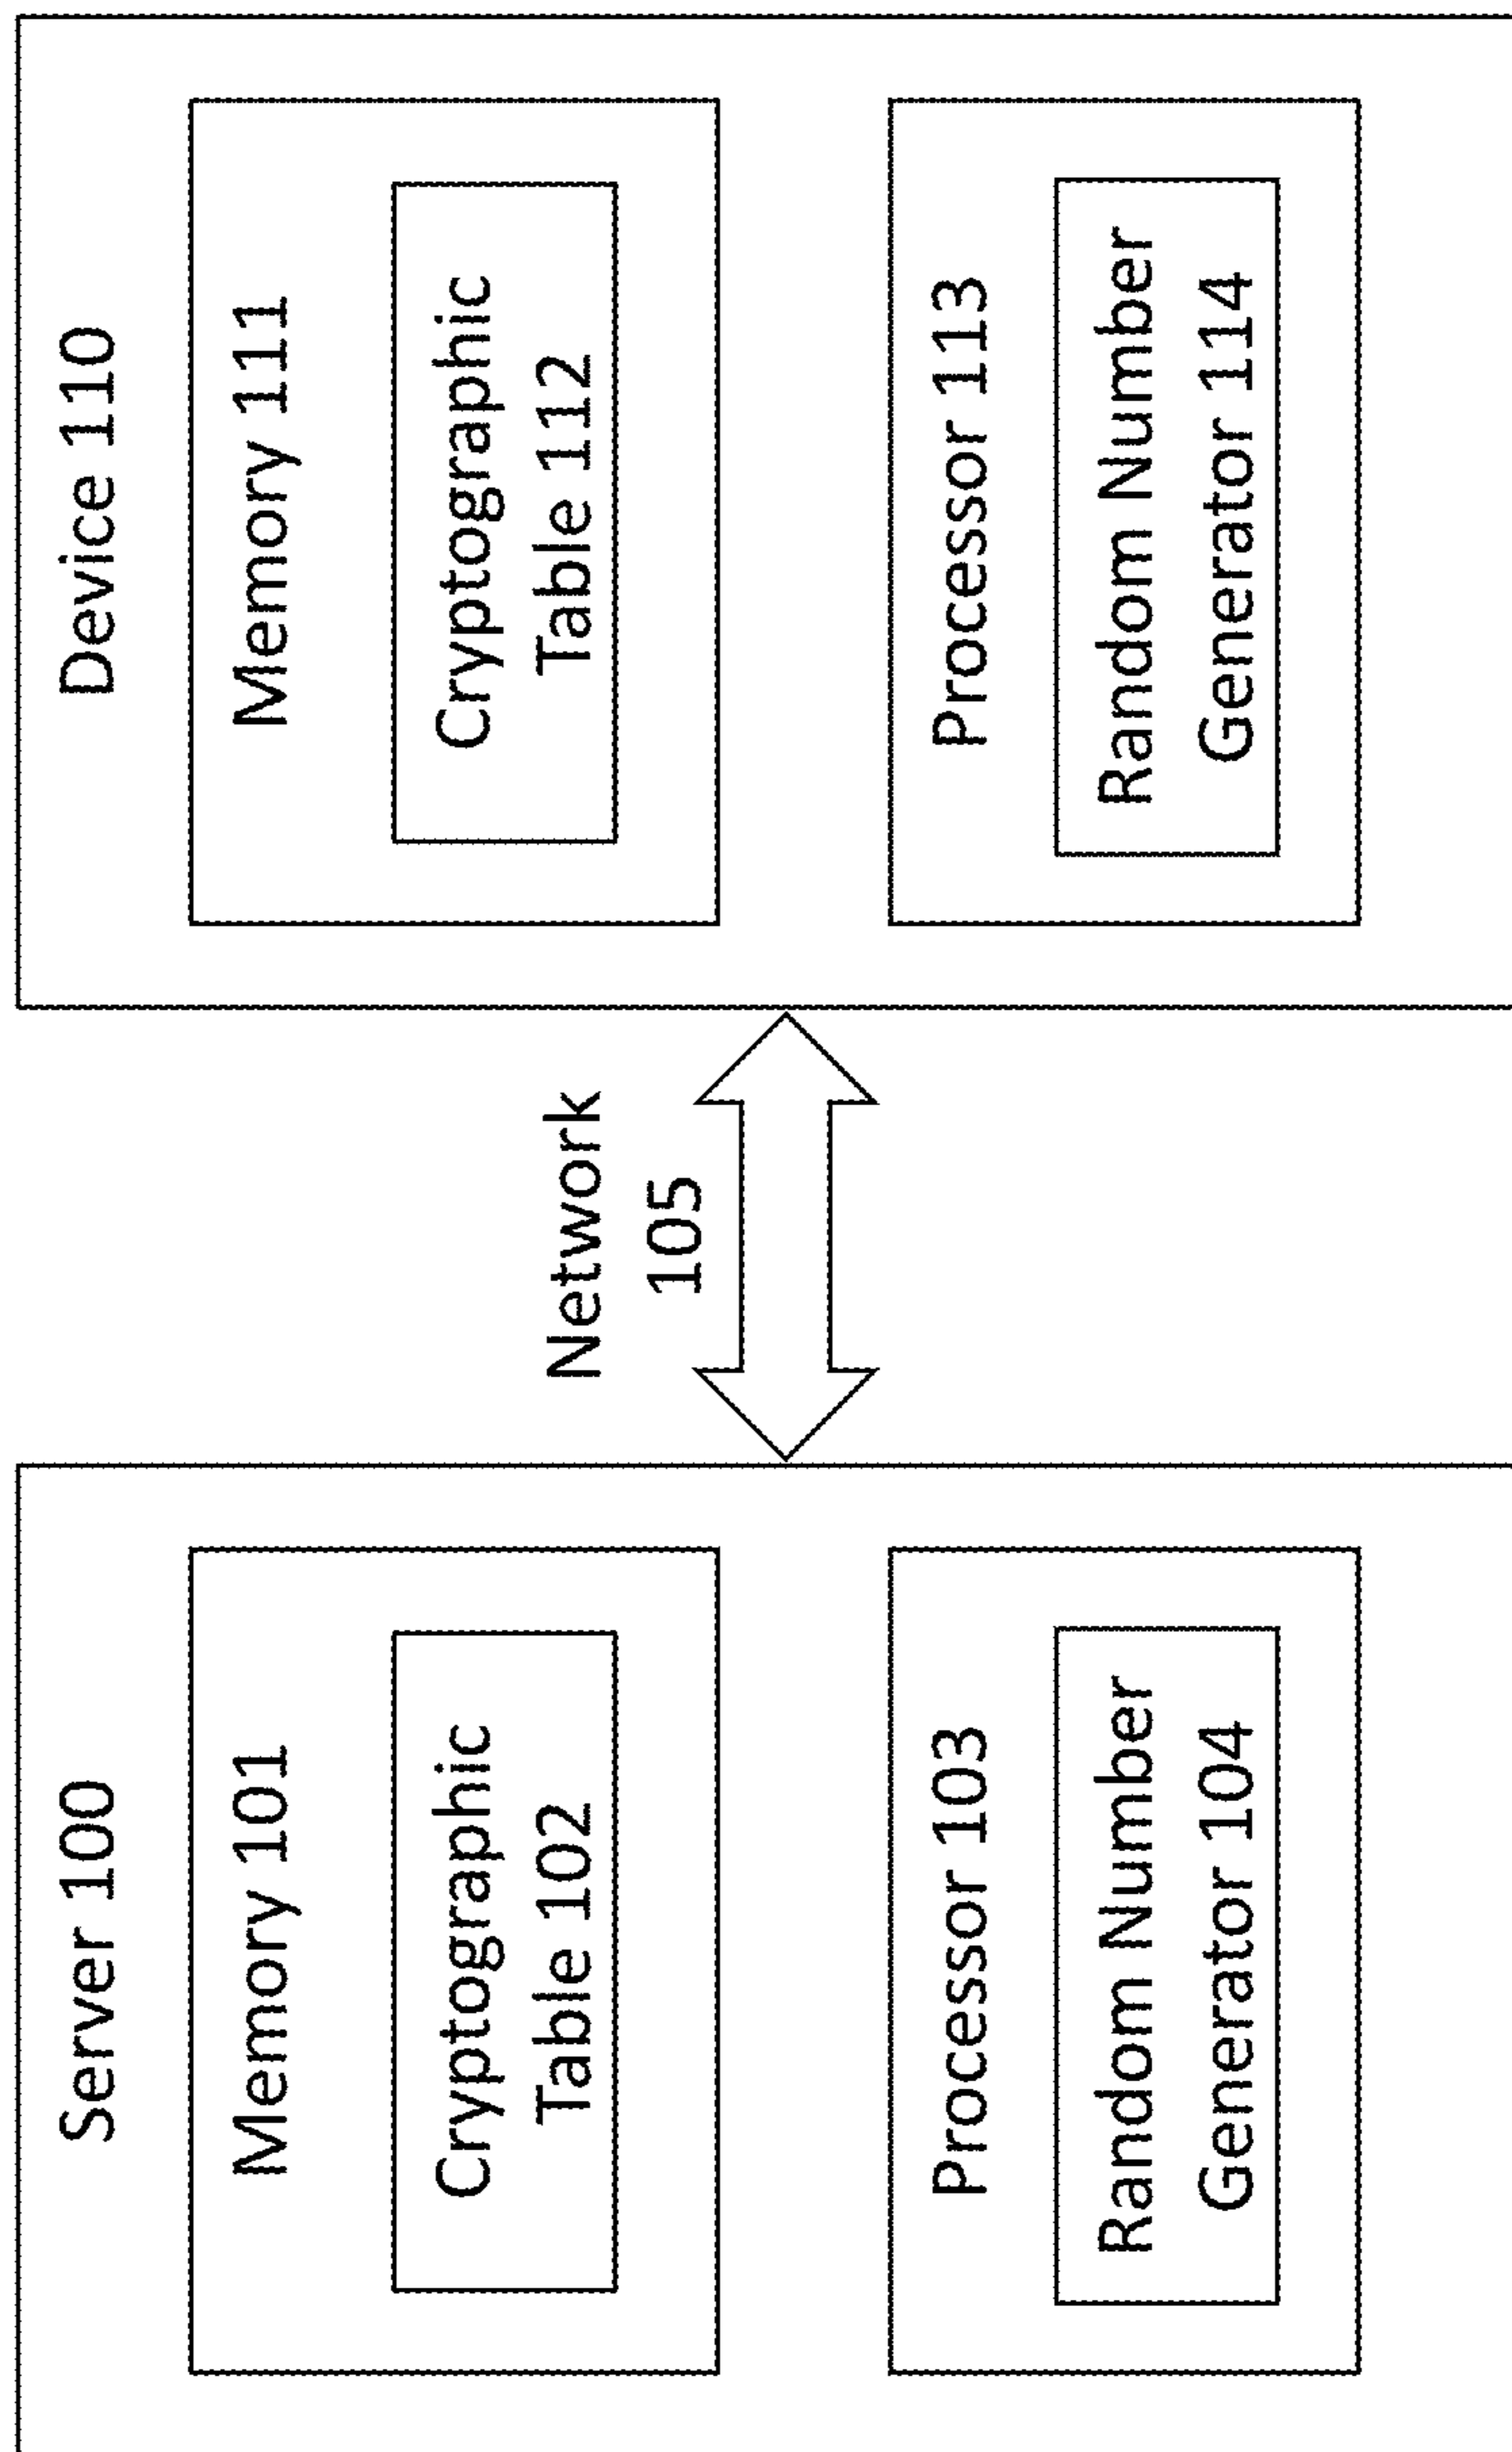 Server 100
Memory 101
Cryptographic
Table 102
Processor 103
Random Number
Generator 104
Network
105
Device 110
Memory 111
Cryptographic
Table 112
Processor 113
Random Number
Generator 114